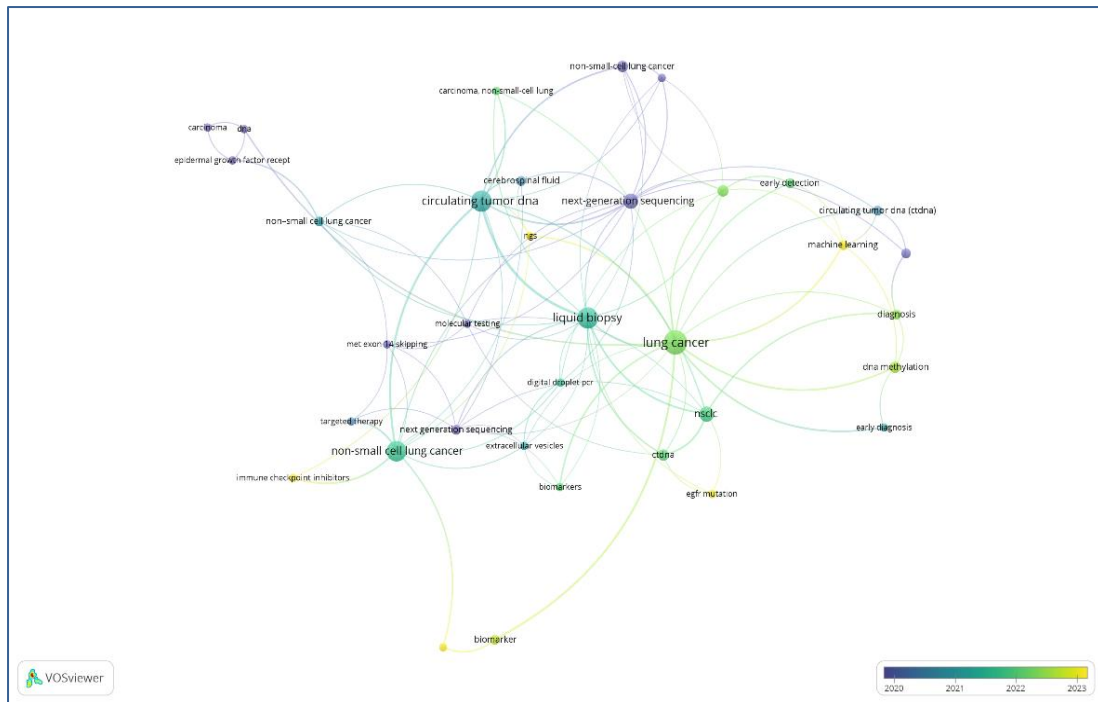 non-small-cell lung cancer
carcinoma, non-small-cell lung
carcinoma
dna
epidermal growth factor recept
cerebrospinal fluid
early detection
circulating tumor dna
next-generation sequencing
circulating tumor dna (ctdna)
non–small cell lung cancer
ngs
machine learning
liquid biopsy
diagnosis
molecular testing
lung cancer
met exon 14 skipping
dna methylation
digital droplet pcr
nsclc
targeted therapy
next generation sequencing
early diagnosis
non-small cell lung cancer
extracellular vesicles
ctdna
immune checkpoint inhibitors
biomarkers
egfr mutation
biomarker
VOSviewer
2020 2021 2022 2023